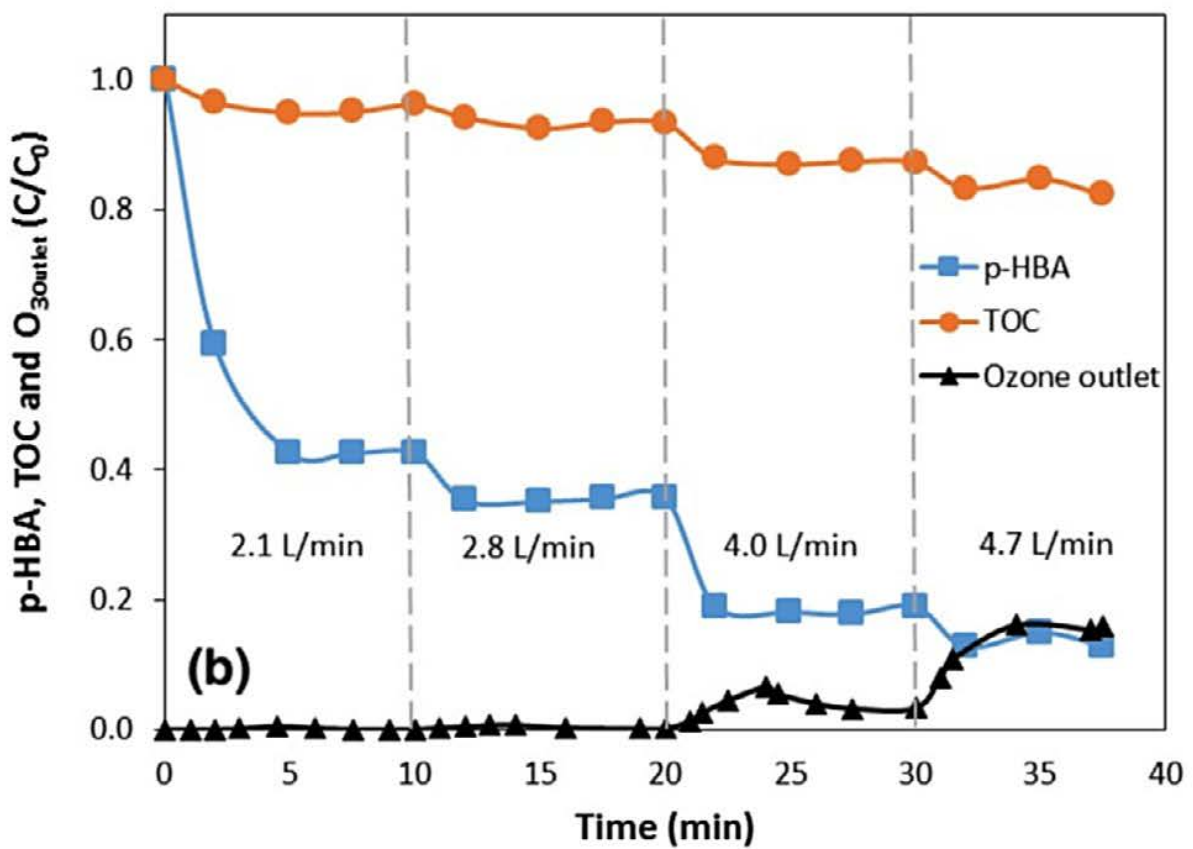 p-HBA, TOC and O3outlet (C/C0)
1.0
0.8
0.6
0.4
0.2
0.0
p-HBA
TOC
Ozone outlet
2.1 L/min
2.8 L/min
4.0 L/min
4.7 L/min
(b)
0 5 10 15 20 25 30 35 40
Time (min)